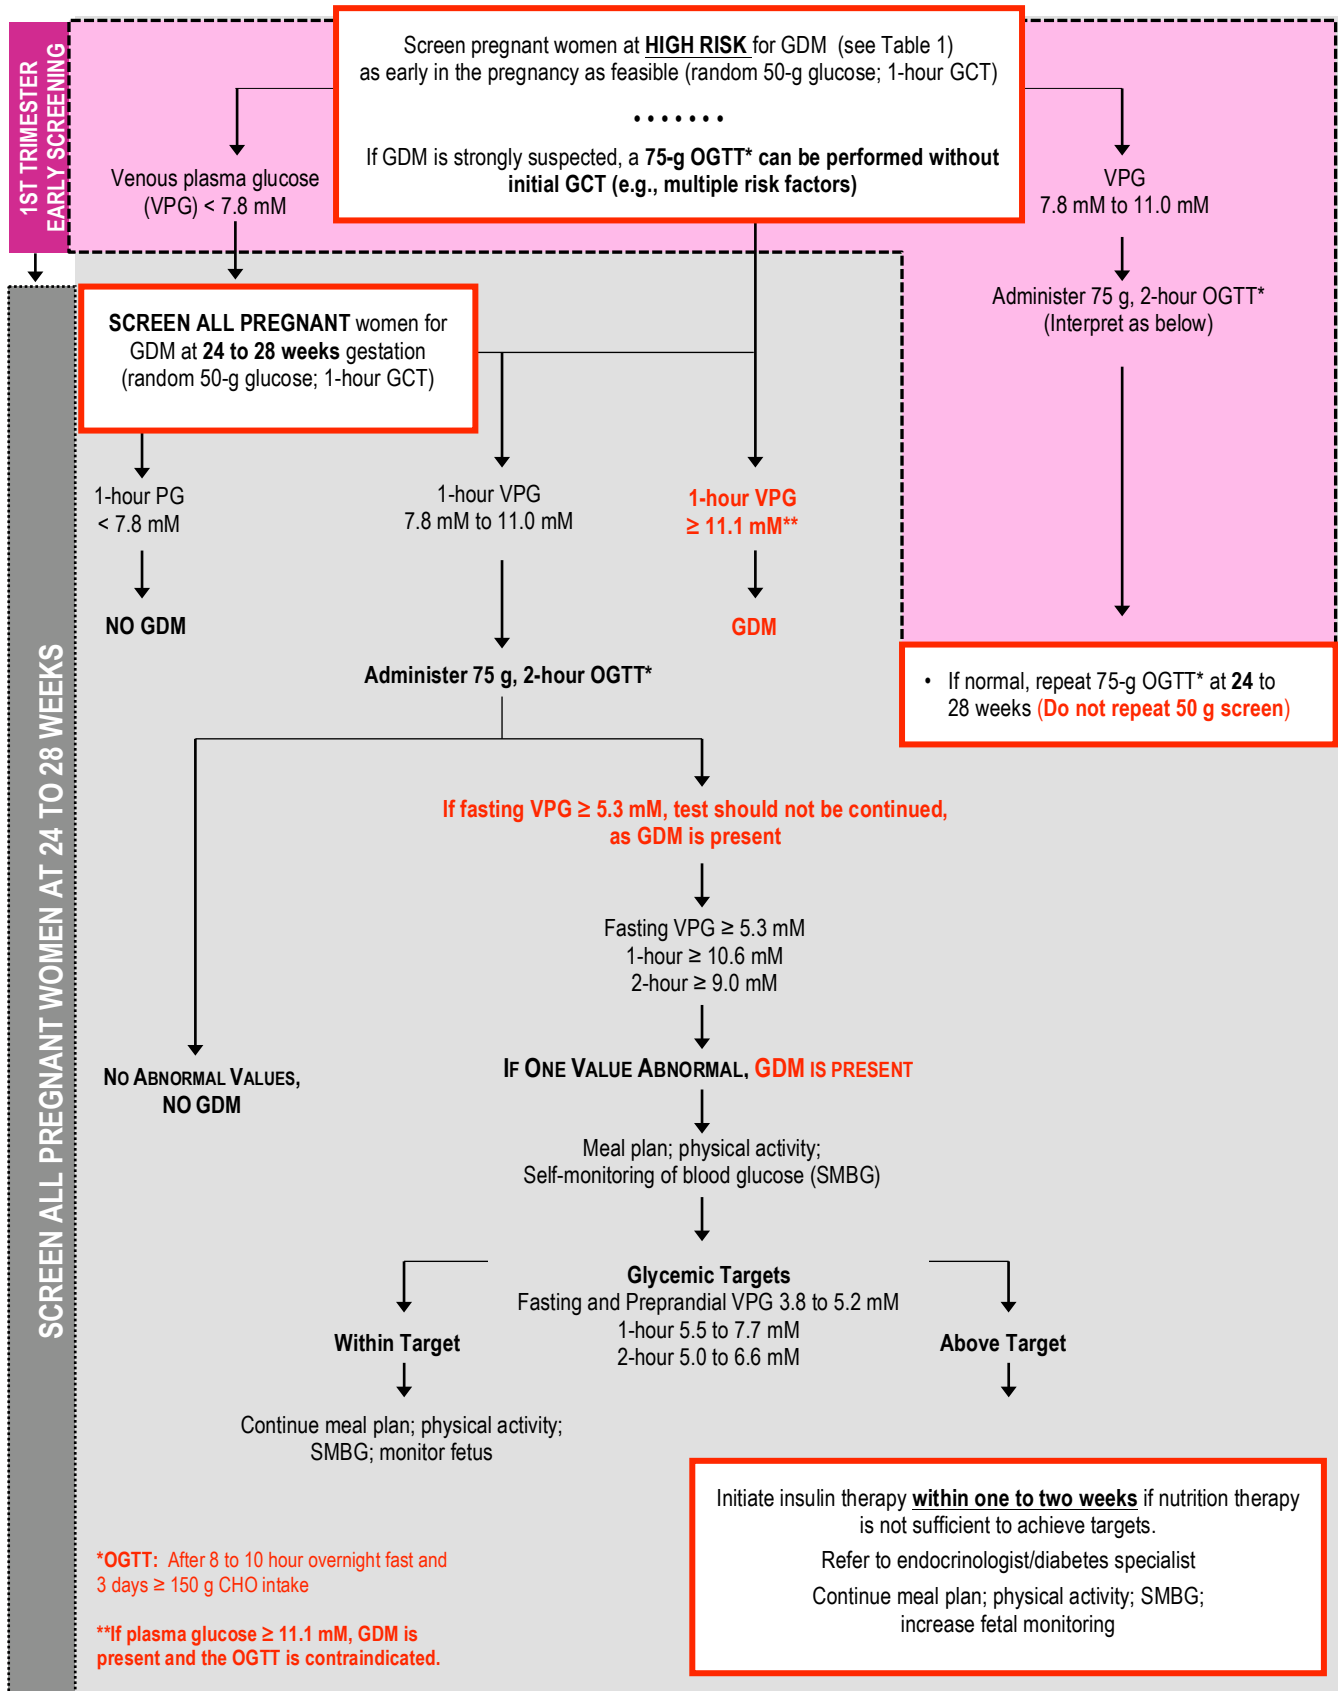 1ST TRIMESTER
EARLY SCREENING
Screen pregnant women at HIGH RISK for GDM (see Table 1)
as early in the pregnancy as feasible (random 50-g glucose; 1-hour GCT)
• • • • • • •
If GDM is strongly suspected, a 75-g OGTT* can be performed without
initial GCT (e.g., multiple risk factors)
Venous plasma glucose
(VPG) < 7.8 mM
VPG
7.8 mM to 11.0 mM
Administer 75 g, 2-hour OGTT*
(Interpret as below)
• If normal, repeat 75-g OGTT* at 24 to
28 weeks (Do not repeat 50 g screen)
SCREEN ALL PREGNANT WOMEN AT 24 TO 28 WEEKS
SCREEN ALL PREGNANT women for
GDM at 24 to 28 weeks gestation
(random 50-g glucose; 1-hour GCT)
1-hour PG
< 7.8 mM
NO GDM
1-hour VPG
7.8 mM to 11.0 mM
1-hour VPG
≥ 11.1 mM**
GDM
Administer 75 g, 2-hour OGTT*
If fasting VPG ≥ 5.3 mM, test should not be continued,
as GDM is present
Fasting VPG ≥ 5.3 mM
1-hour ≥ 10.6 mM
2-hour ≥ 9.0 mM
NO ABNORMAL VALUES,
NO GDM
IF ONE VALUE ABNORMAL, GDM IS PRESENT
Meal plan; physical activity;
Self-monitoring of blood glucose (SMBG)
Glycemic Targets
Fasting and Preprandial VPG 3.8 to 5.2 mM
1-hour 5.5 to 7.7 mM
2-hour 5.0 to 6.6 mM
Within Target
Above Target
Continue meal plan; physical activity;
SMBG; monitor fetus
Initiate insulin therapy within one to two weeks if nutrition therapy
is not sufficient to achieve targets.
Refer to endocrinologist/diabetes specialist
Continue meal plan; physical activity; SMBG;
increase fetal monitoring
*OGTT: After 8 to 10 hour overnight fast and
3 days ≥ 150 g CHO intake
**If plasma glucose ≥ 11.1 mM, GDM is
present and the OGTT is contraindicated.